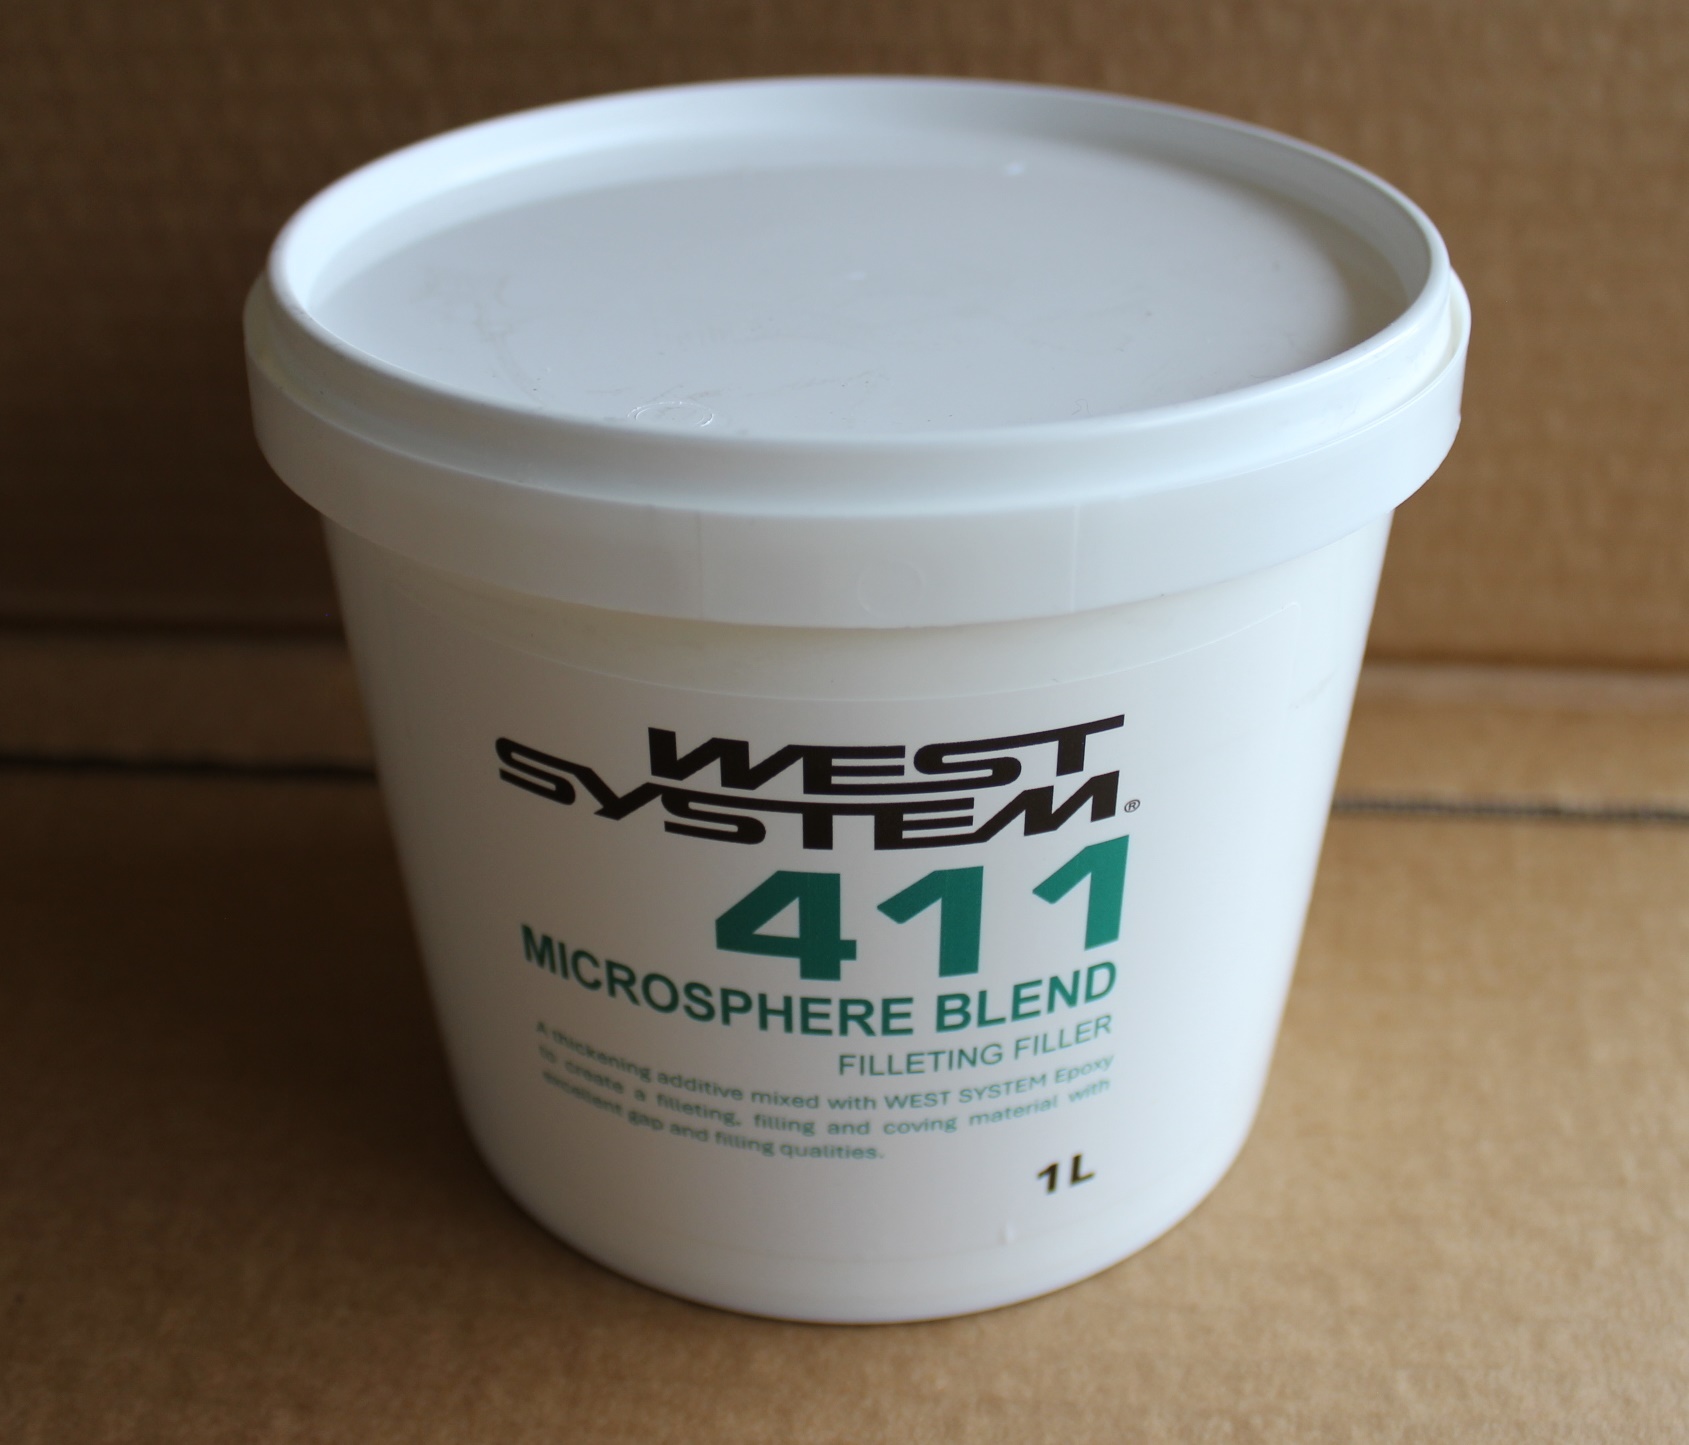 WEST
SYSTEM®
411
MICROSPHERE BLEND
FILLETING FILLER
A thickening additive mixed with WEST SYSTEM Epoxy
to create a filleting, filling and coving material with
excellent gap and filling qualities.
1 L